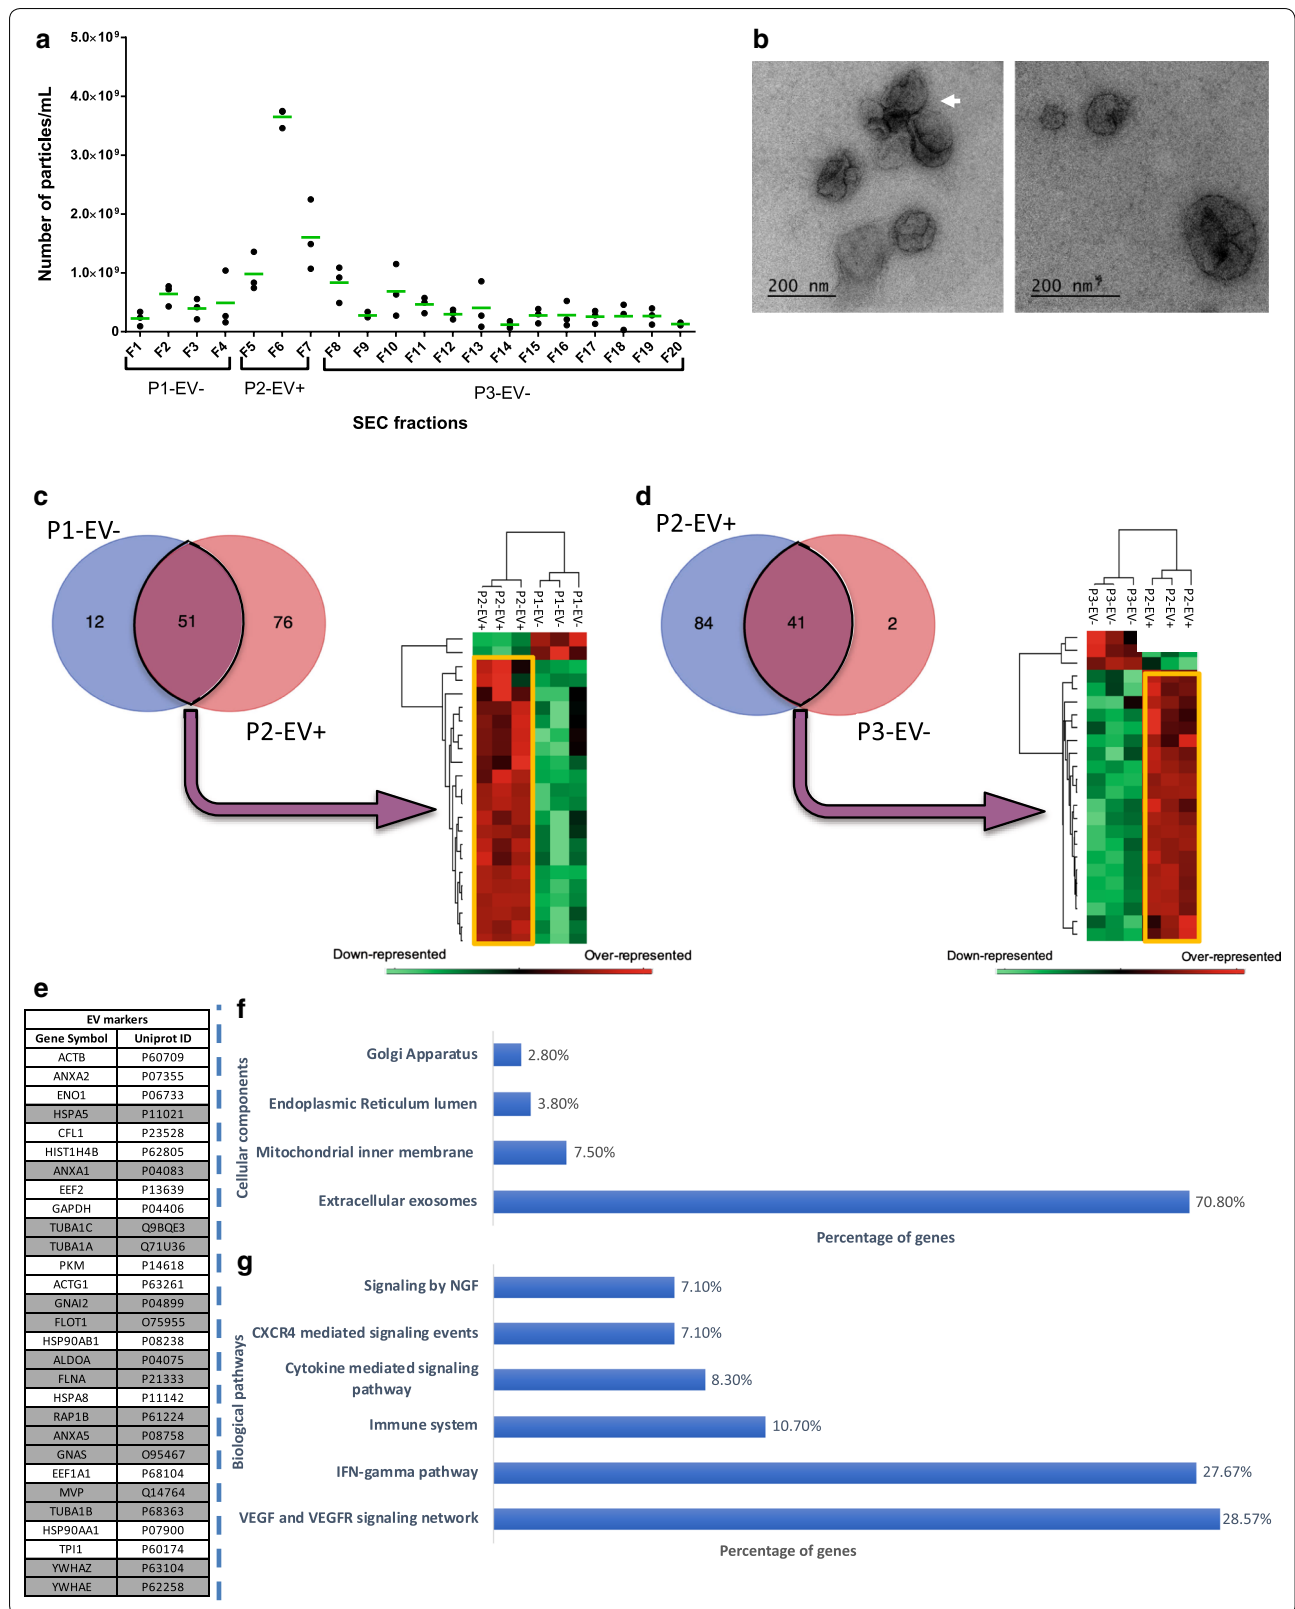 a
5.0×10⁹
4.0×10⁹
3.0×10⁹
2.0×10⁹
1.0×10⁹
0
Number of particles/mL
F1 F2 F3 F4 F5 F6 F7 F8 F9 F10 F11 F12 F13 F14 F15 F16 F17 F18 F19 F20
P1-EV- P2-EV+ P3-EV-
SEC fractions
b
200 nm
200 nm
c
P1-EV-
12 51 76
P2-EV+
P2-EV+ P2-EV+ P2-EV+ P1-EV- P1-EV- P1-EV-
Down-represented Over-represented
d
P2-EV+
84 41 2
P3-EV-
P3-EV- P3-EV- P3-EV- P2-EV+ P2-EV+ P2-EV+
Down-represented Over-represented
e
EV markers
Gene Symbol Uniprot ID
ACTB P60709
ANXA2 P07355
ENO1 P06733
HSPA5 P11021
CFL1 P23528
HIST1H4B P62805
ANXA1 P04083
EEF2 P13639
GAPDH P04406
TUBA1C Q9BQE3
TUBA1A Q71U36
PKM P14618
ACTG1 P63261
GNAI2 P04899
FLOT1 O75955
HSP90AB1 P08238
ALDOA P04075
FLNA P21333
HSPA8 P11142
RAP1B P61224
ANXA5 P08758
GNAS O95467
EEF1A1 P68104
MVP Q14764
TUBA1B P68363
HSP90AA1 P07900
TPI1 P60174
YWHAZ P63104
YWHAE P62258
f
Cellular components
Golgi Apparatus 2.80%
Endoplasmic Reticulum lumen 3.80%
Mitochondrial inner membrane 7.50%
Extracellular exosomes 70.80%
Percentage of genes
g
Biological pathways
Signaling by NGF 7.10%
CXCR4 mediated signaling events 7.10%
Cytokine mediated signaling
pathway 8.30%
Immune system 10.70%
IFN-gamma pathway 27.67%
VEGF and VEGFR signaling network 28.57%
Percentage of genes